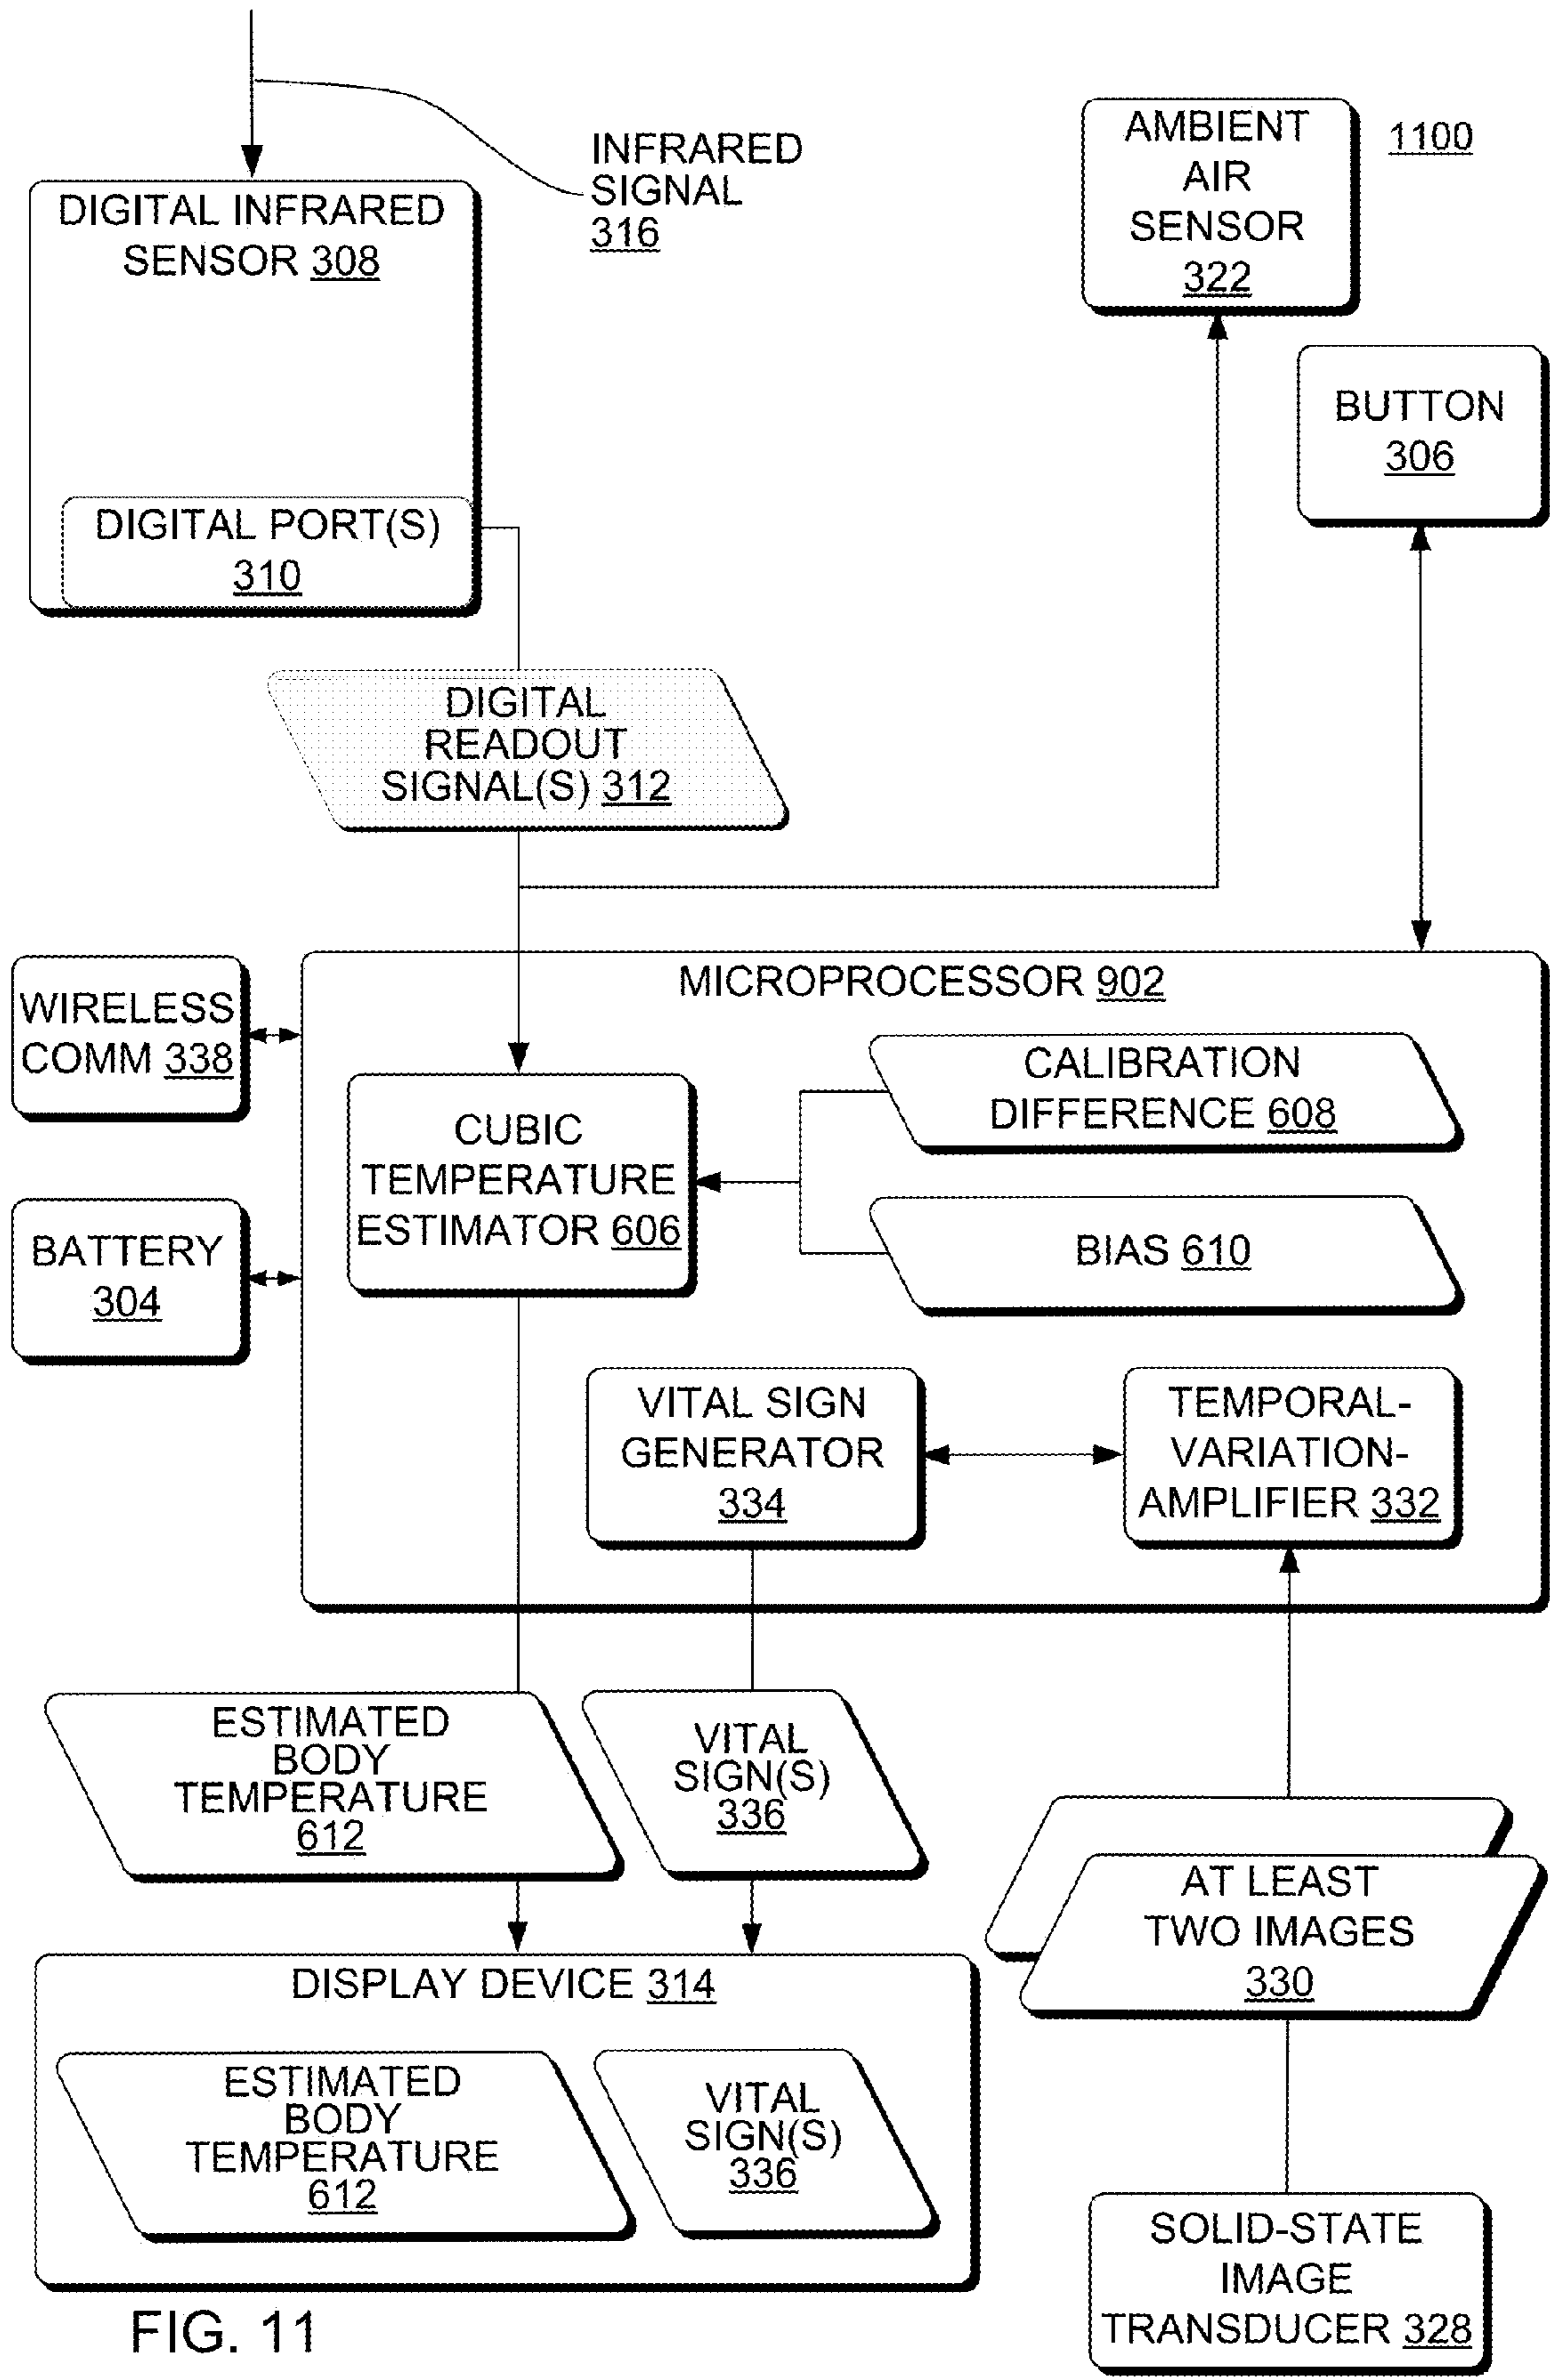 INFRARED
SIGNAL
316
AMBIENT
AIR
SENSOR
322
1100
DIGITAL INFRARED
SENSOR 308
BUTTON
306
DIGITAL PORT(S)
310
DIGITAL
READOUT
SIGNAL(S) 312
MICROPROCESSOR 902
WIRELESS
COMM 338
CALIBRATION
DIFFERENCE 608
CUBIC
TEMPERATURE
ESTIMATOR 606
BATTERY
304
BIAS 610
VITAL SIGN
GENERATOR
334
TEMPORAL-
VARIATION-
AMPLIFIER 332
ESTIMATED
BODY
TEMPERATURE
612
VITAL
SIGN(S)
336
AT LEAST
TWO IMAGES
330
DISPLAY DEVICE 314
ESTIMATED
BODY
TEMPERATURE
612
VITAL
SIGN(S)
336
SOLID-STATE
IMAGE
TRANSDUCER 328
FIG. 11